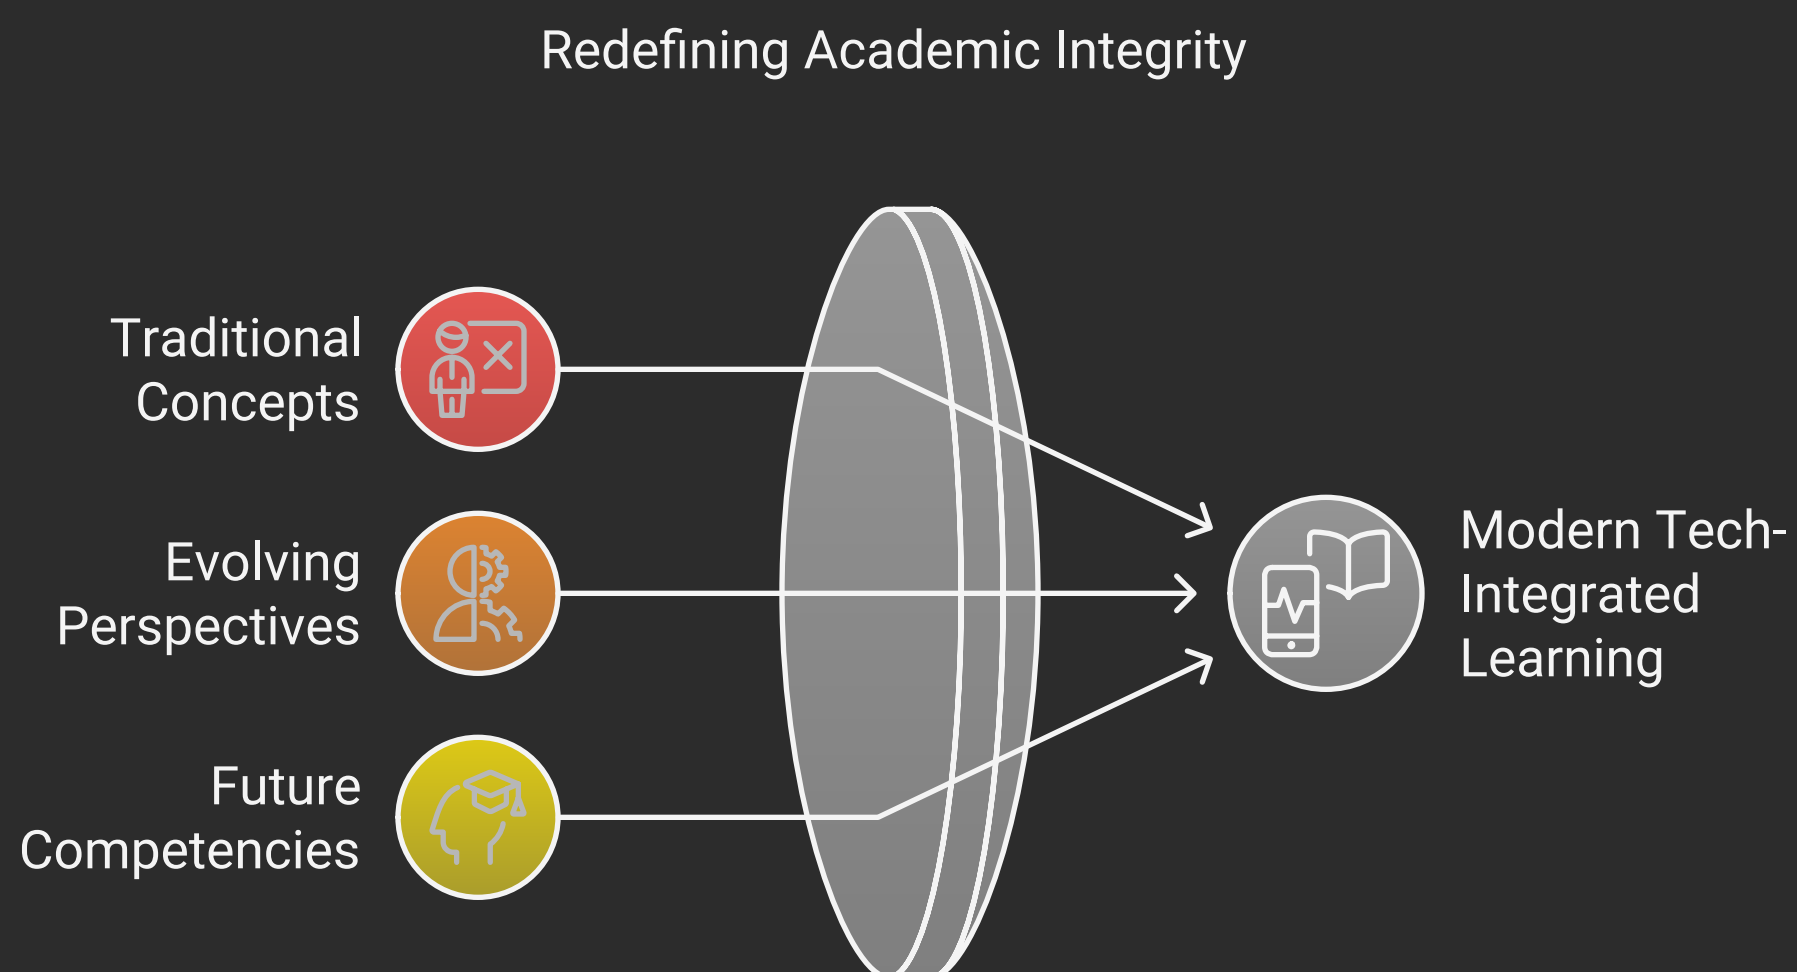 Redefining Academic Integrity
Traditional
Concepts
Evolving
Perspectives
Future
Competencies
Modern Tech-
Integrated
Learning